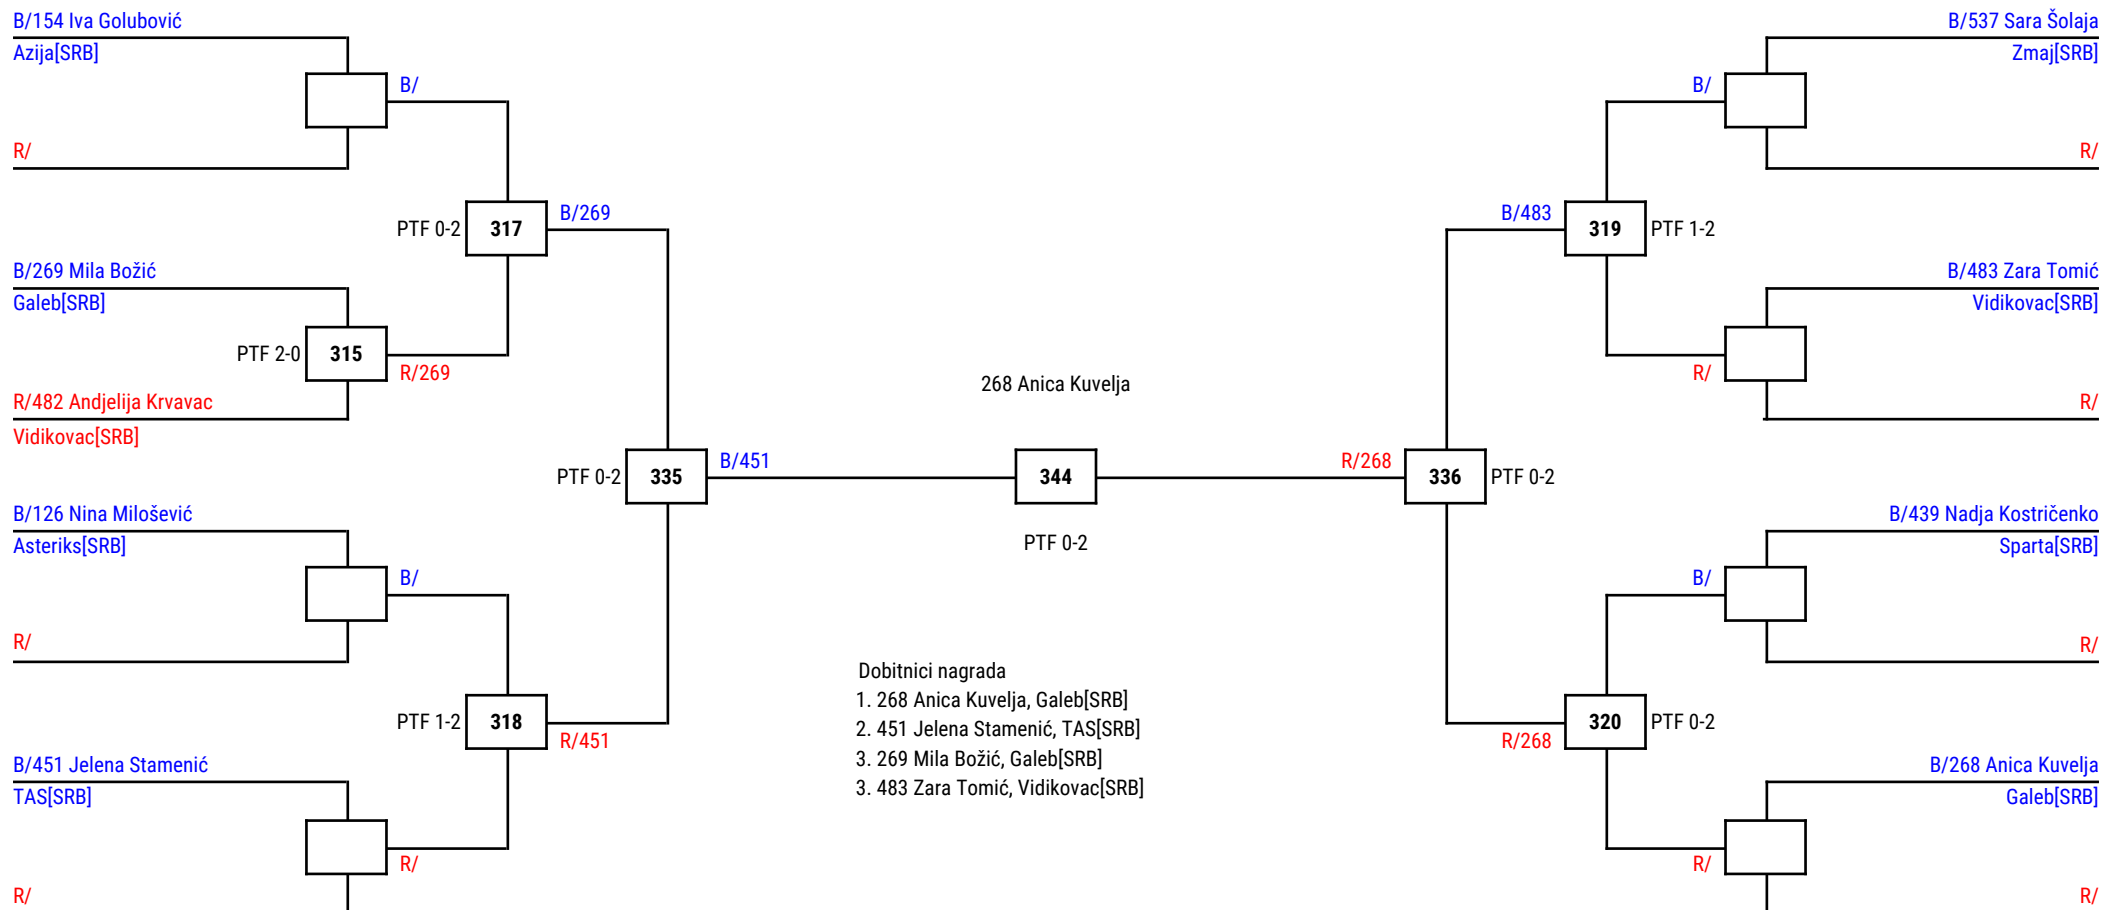 B/154 Iva Golubović
Azija[SRB]
B/
R/
PTF 0-2
317
B/269
B/269 Mila Božić
Galeb[SRB]
PTF 2-0
315
R/269
R/482 Andjelija Krvavac
Vidikovac[SRB]
PTF 0-2
335
B/451
B/126 Nina Milošević
Asteriks[SRB]
B/
R/
PTF 1-2
318
R/451
B/451 Jelena Stamenić
TAS[SRB]
R/
R/
268 Anica Kuvelja
344
PTF 0-2
Dobitnici nagrada
1. 268 Anica Kuvelja, Galeb[SRB]
2. 451 Jelena Stamenić, TAS[SRB]
3. 269 Mila Božić, Galeb[SRB]
3. 483 Zara Tomić, Vidikovac[SRB]
B/537 Sara Šolaja
Zmaj[SRB]
B/
R/
B/483
319
PTF 1-2
B/483 Zara Tomić
Vidikovac[SRB]
R/
R/
R/268
336
PTF 0-2
B/439 Nadja Kostričenko
Sparta[SRB]
B/
R/
320
PTF 0-2
R/268
B/268 Anica Kuvelja
Galeb[SRB]
R/
R/